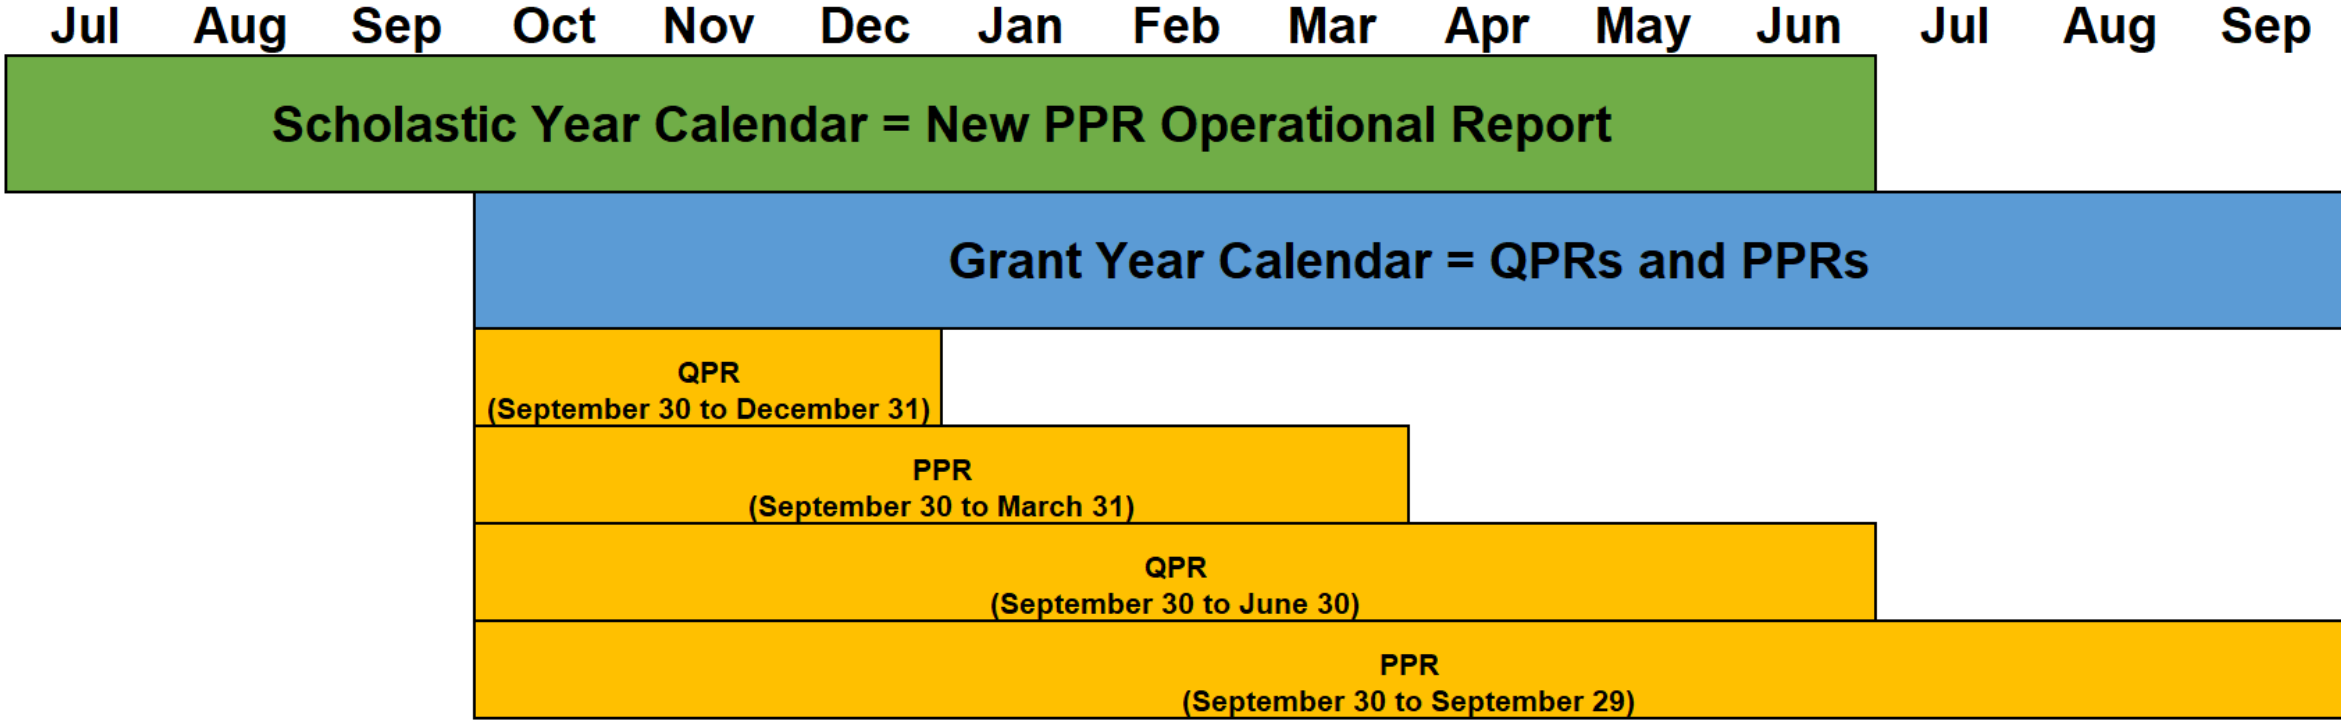 Jul Aug Sep Oct Nov Dec Jan Feb Mar Apr May Jun Jul Aug Sep
Scholastic Year Calendar = New PPR Operational Report
Grant Year Calendar = QPRs and PPRs
QPR
(September 30 to December 31)
PPR
(September 30 to March 31)
QPR
(September 30 to June 30)
PPR
(September 30 to September 29)